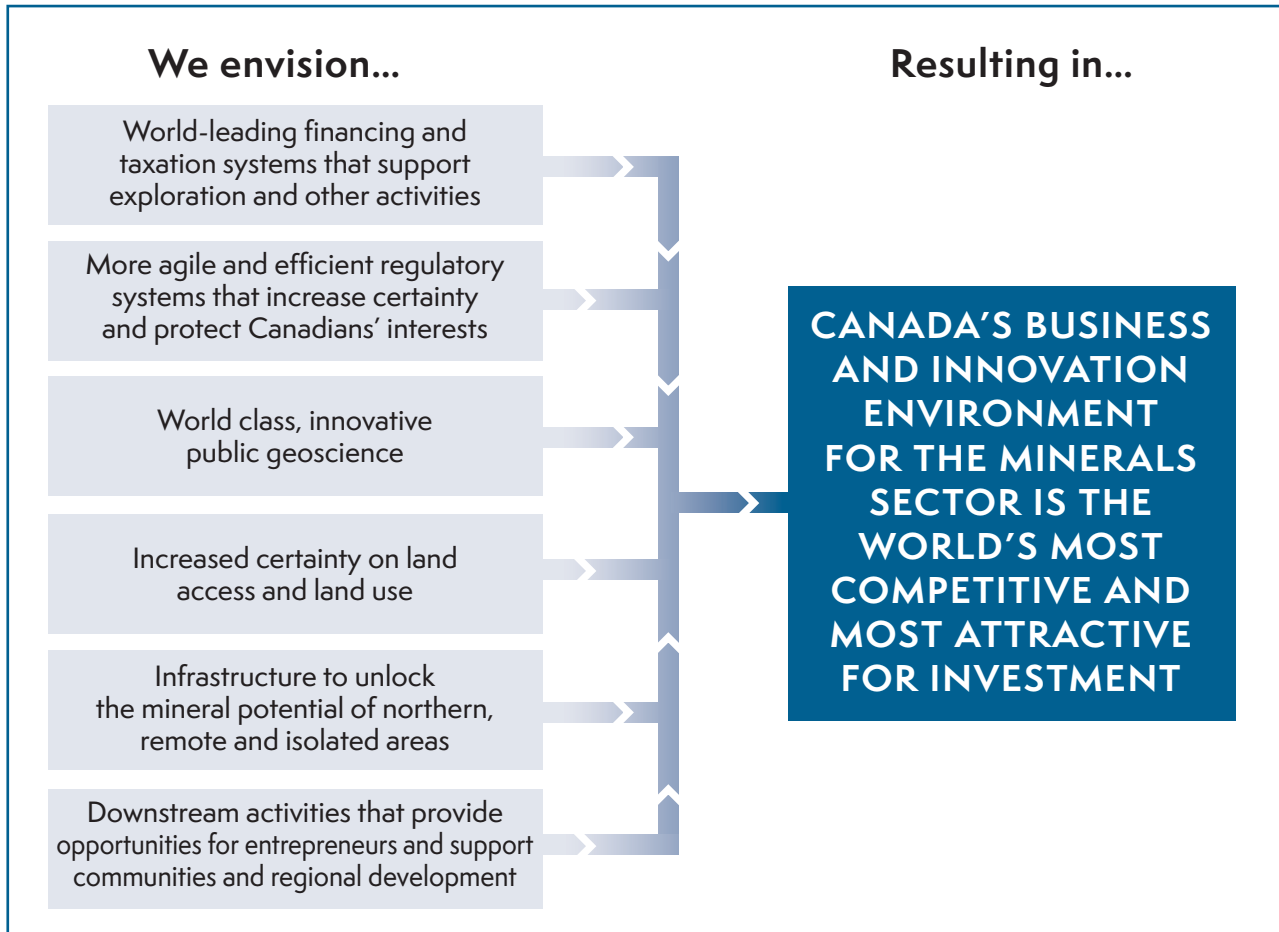 We envision...
World-leading financing and
taxation systems that support
exploration and other activities
More agile and efficient regulatory
systems that increase certainty
and protect Canadians’ interests
World class, innovative
public geoscience
Increased certainty on land
access and land use
Infrastructure to unlock
the mineral potential of northern,
remote and isolated areas
Downstream activities that provide
opportunities for entrepreneurs and support
communities and regional development
Resulting in...
CANADA’S BUSINESS
AND INNOVATION
ENVIRONMENT
FOR THE MINERALS
SECTOR IS THE
WORLD’S MOST
COMPETITIVE AND
MOST ATTRACTIVE
FOR INVESTMENT